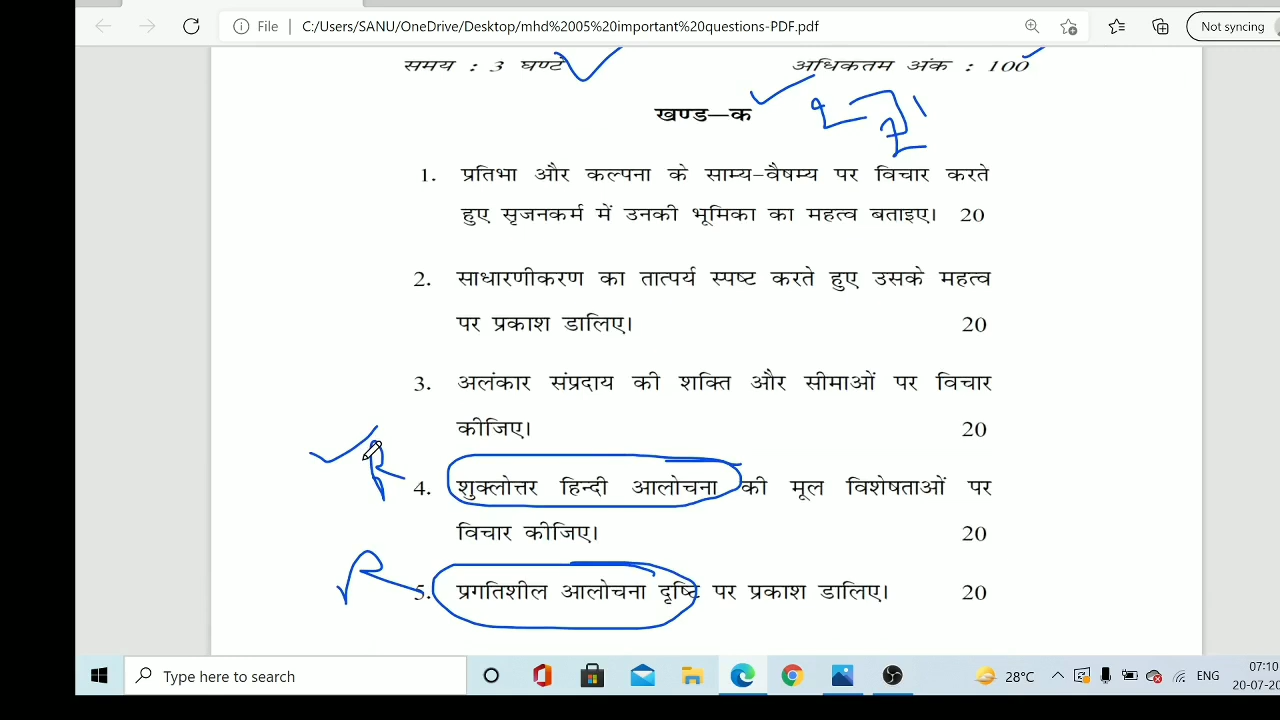 File C:/Users/SANU/OneDrive/Desktop/mhd%2005%20important%20questions-PDF.pdf Not syncing
समय : 3 घण्टे अधिकतम अंक : 100
खण्ड—क
1. प्रतिभा और कल्पना के साम्य-वैषम्य पर विचार करते
हुए सृजनकर्म में उनकी भूमिका का महत्व बताइए। 20
2. साधारणीकरण का तात्पर्य स्पष्ट करते हुए उसके महत्व
पर प्रकाश डालिए। 20
3. अलंकार संप्रदाय की शक्ति और सीमाओं पर विचार
कीजिए। 20
R
4. शुक्लोत्तर हिन्दी आलोचना की मूल विशेषताओं पर
विचार कीजिए। 20
R
5. प्रगतिशील आलोचना दृष्टि पर प्रकाश डालिए। 20
Type here to search 28°C ENG 07:10
20-07-20